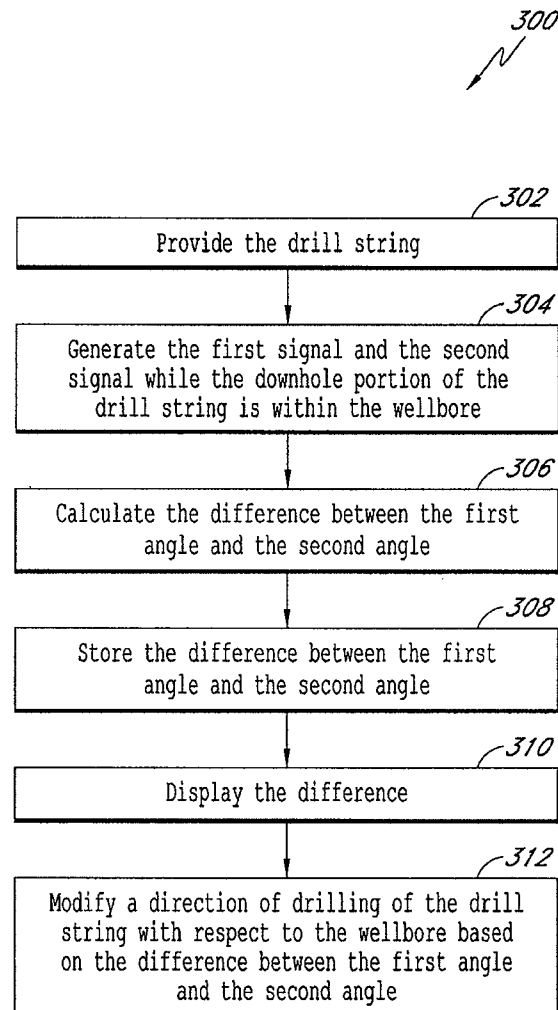 300
302
Provide the drill string
304
Generate the first signal and the second
signal while the downhole portion of the
drill string is within the wellbore
306
Calculate the difference between the first
angle and the second angle
308
Store the difference between the first
angle and the second angle
310
Display the difference
312
Modify a direction of drilling of the drill
string with respect to the wellbore based
on the difference between the first angle
and the second angle